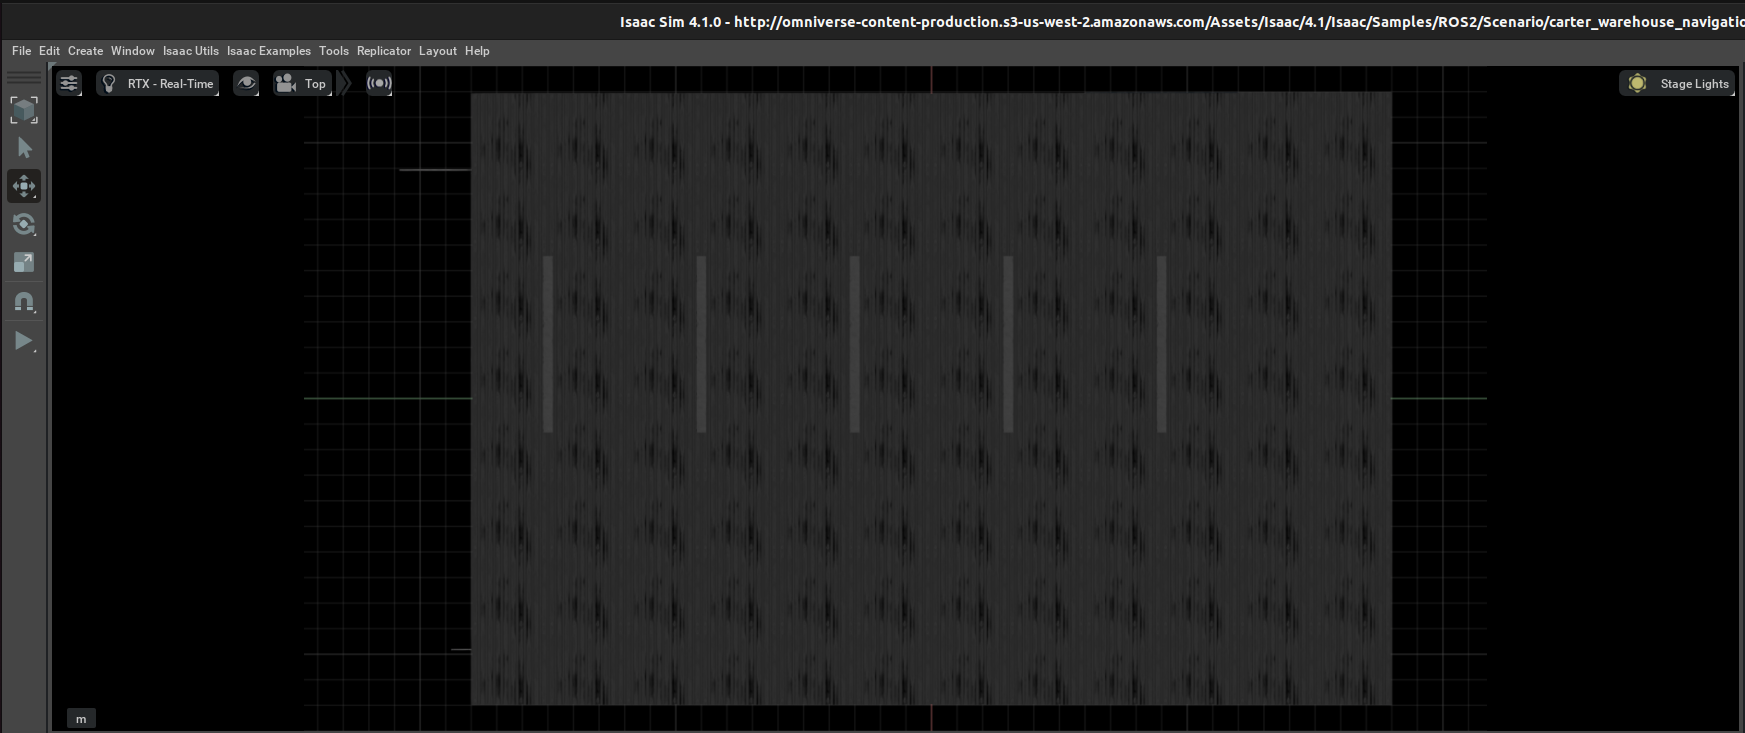 Isaac Sim 4.1.0 - http://omniverse-content-production.s3-us-west-2.amazonaws.com/Assets/Isaac/4.1/Isaac/Samples/ROS2/Scenario/carter_warehouse_navigatio
File Edit Create Window Isaac Utils Isaac Examples Tools Replicator Layout Help
RTX - Real-Time Top Stage Lights
m